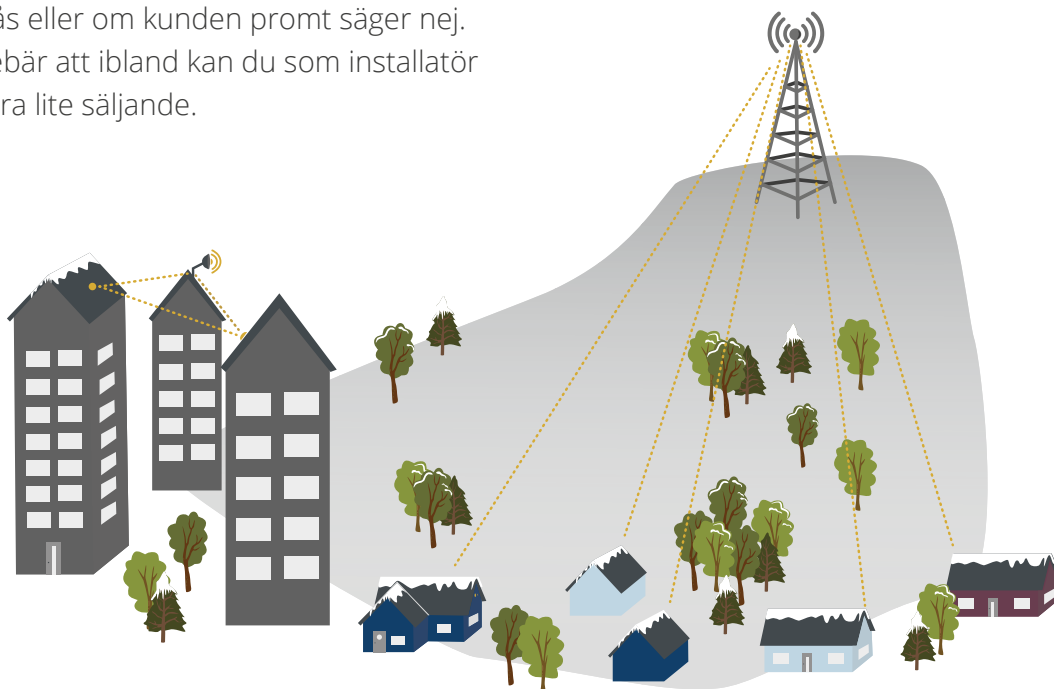 ås eller om kunden promt säger nej.
ebär att ibland kan du som installatör
ra lite säljande.